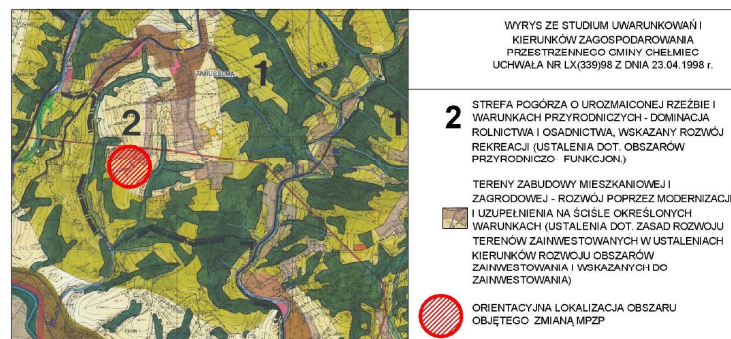 WYRYS ZE STUDIUM UWARUNKOWAŃ I
KIERUNKÓW ZAGOSPODAROWANIA
PRZESTRZENNEGO GMINY CHEŁMIEC
UCHWAŁA NR LX(339)98 Z DNIA 23.04.1998 r.
JANUSZOWA
KS
1
2
1
2
STREFA POGÓRZA O UROZMAICONEJ RZEŹBIE I
WARUNKACH PRZYRODNICZYCH - DOMINACJA
ROLNICTWA I OSADNICTWA, WSKAZANY ROZWÓJ
REKREACJI (USTALENIA DOT. OBSZARÓW
PRZYRODNICZO FUNKCJON.)
TERENY ZABUDOWY MIESZKANIOWEJ I
ZAGRODOWEJ - ROZWÓJ POPRZEZ MODERNIZACJĘ
I UZUPEŁNIENIA NA ŚCIŚLE OKREŚLONYCH
WARUNKACH (USTALENIA DOT. ZASAD ROZWOJU
TERENÓW ZAINWESTOWANYCH W USTALENIACH
KIERUNKÓW ROZWOJU OBSZARÓW
ZAINWESTOWANIA I WSKAZANYCH DO
ZAINWESTOWANIA)
ORIENTACYJNA LOKALIZACJA OBSZARU
OBJĘTEGO ZMIANĄ MPZP